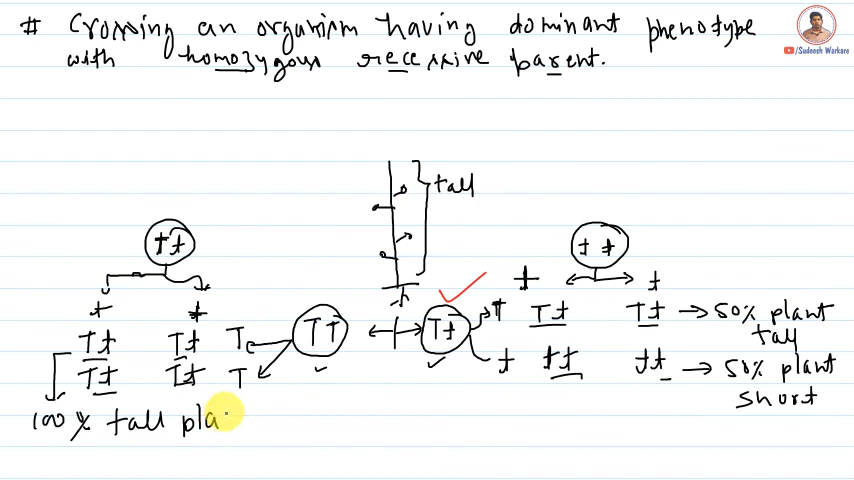 # Crossing an organism having dominant phenotype
with homozygous recessive parent.
/Sudeesh Warkare
tall
tt
tt
t t
t t
Tt Tt T TT Tt T Tt Tt → 50% plant
tall
Tt Tt T t tt tt → 50% plant
short
100% tall pla